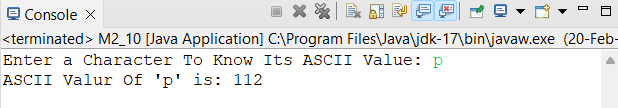 Console
<terminated> M2_10 [Java Application] C:\Program Files\Java\jdk-17\bin\javaw.exe (20-Feb-
Enter a Character To Know Its ASCII Value: p
ASCII Valur Of 'p' is: 112